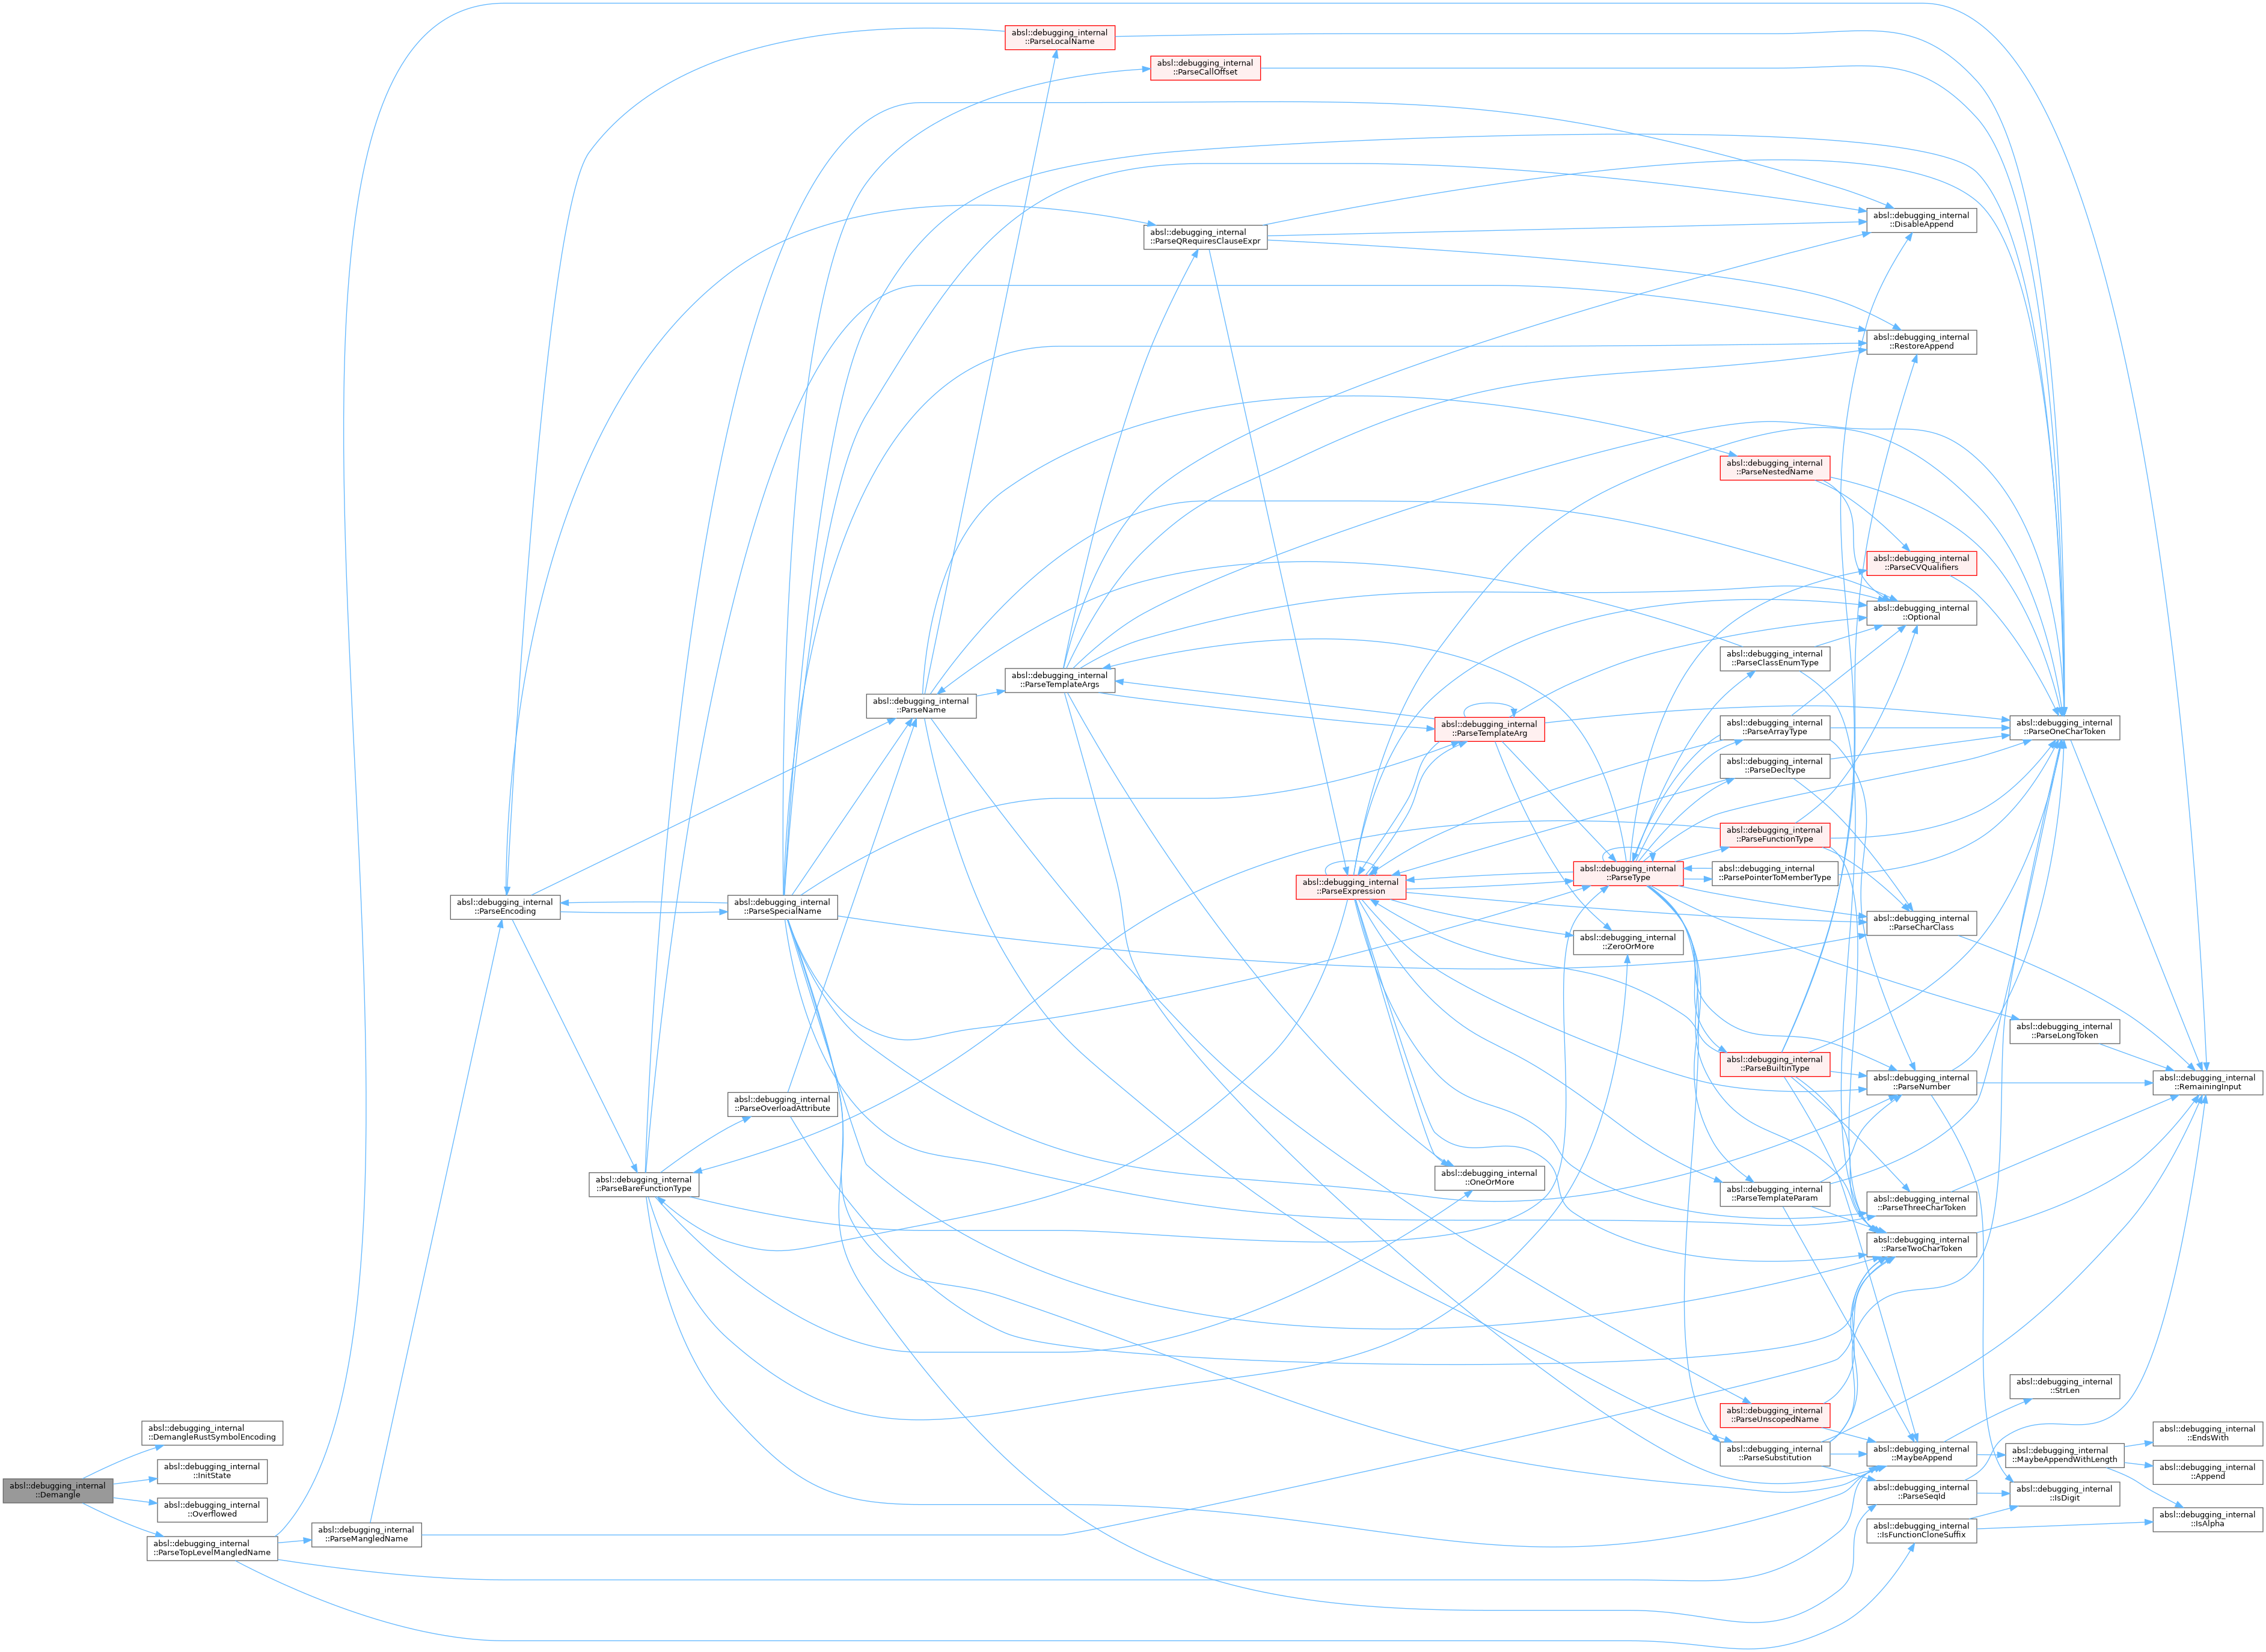 absl::debugging_internal
::ParseLocalName
absl::debugging_internal
::ParseCallOffset
absl::debugging_internal
::DisableAppend
absl::debugging_internal
::ParseQRequiresClauseExpr
absl::debugging_internal
::RestoreAppend
absl::debugging_internal
::ParseNestedName
absl::debugging_internal
::ParseCVQualifiers
absl::debugging_internal
::Optional
absl::debugging_internal
::ParseClassEnumType
absl::debugging_internal
::ParseTemplateArgs
absl::debugging_internal
::ParseName
absl::debugging_internal
::ParseTemplateArg
absl::debugging_internal
::ParseArrayType
absl::debugging_internal
::ParseOneCharToken
absl::debugging_internal
::ParseDecltype
absl::debugging_internal
::ParseFunctionType
absl::debugging_internal
::ParseType
absl::debugging_internal
::ParsePointerToMemberType
absl::debugging_internal
::ParseExpression
absl::debugging_internal
::ParseEncoding
absl::debugging_internal
::ParseSpecialName
absl::debugging_internal
::ParseCharClass
absl::debugging_internal
::ZeroOrMore
absl::debugging_internal
::ParseLongToken
absl::debugging_internal
::ParseBuiltinType
absl::debugging_internal
::ParseNumber
absl::debugging_internal
::RemainingInput
absl::debugging_internal
::ParseOverloadAttribute
absl::debugging_internal
::ParseBareFunctionType
absl::debugging_internal
::OneOrMore
absl::debugging_internal
::ParseTemplateParam
absl::debugging_internal
::ParseThreeCharToken
absl::debugging_internal
::ParseTwoCharToken
absl::debugging_internal
::StrLen
absl::debugging_internal
::ParseUnscopedName
absl::debugging_internal
::DemangleRustSymbolEncoding
absl::debugging_internal
::EndsWith
absl::debugging_internal
::ParseSubstitution
absl::debugging_internal
::MaybeAppend
absl::debugging_internal
::MaybeAppendWithLength
absl::debugging_internal
::InitState
absl::debugging_internal
::Append
absl::debugging_internal
::Demangle
absl::debugging_internal
::ParseSeqId
absl::debugging_internal
::IsDigit
absl::debugging_internal
::Overflowed
absl::debugging_internal
::IsAlpha
absl::debugging_internal
::ParseMangledName
absl::debugging_internal
::IsFunctionCloneSuffix
absl::debugging_internal
::ParseTopLevelMangledName